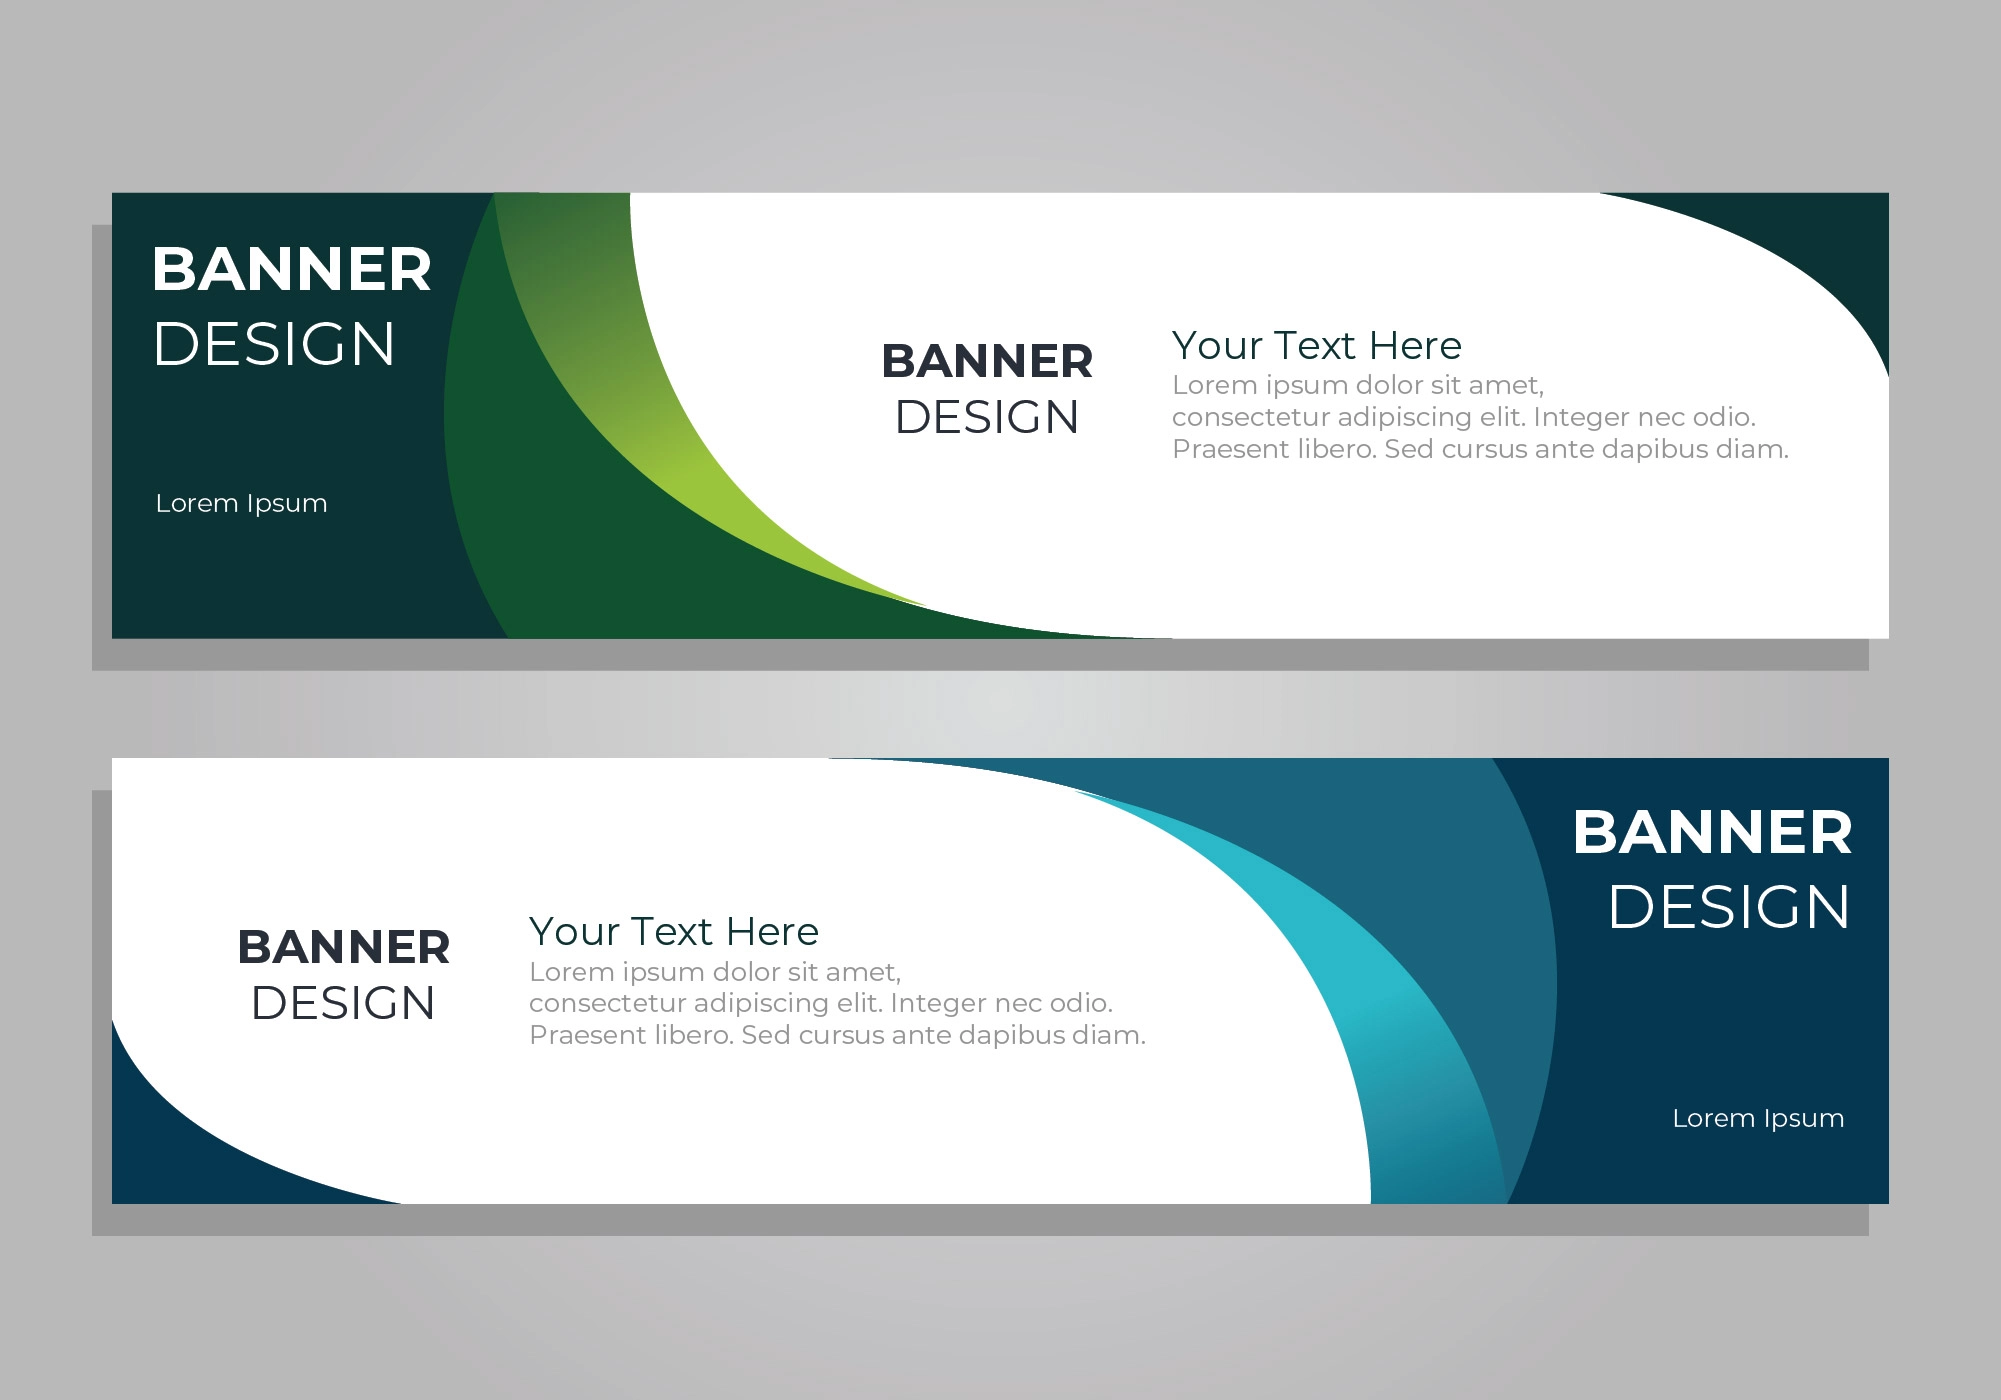 BANNER
DESIGN
Lorem Ipsum
BANNER
DESIGN
Your Text Here
Lorem ipsum dolor sit amet,
consectetur adipiscing elit. Integer nec odio.
Praesent libero. Sed cursus ante dapibus diam.
BANNER
DESIGN
Your Text Here
Lorem ipsum dolor sit amet,
consectetur adipiscing elit. Integer nec odio.
Praesent libero. Sed cursus ante dapibus diam.
BANNER
DESIGN
Lorem Ipsum